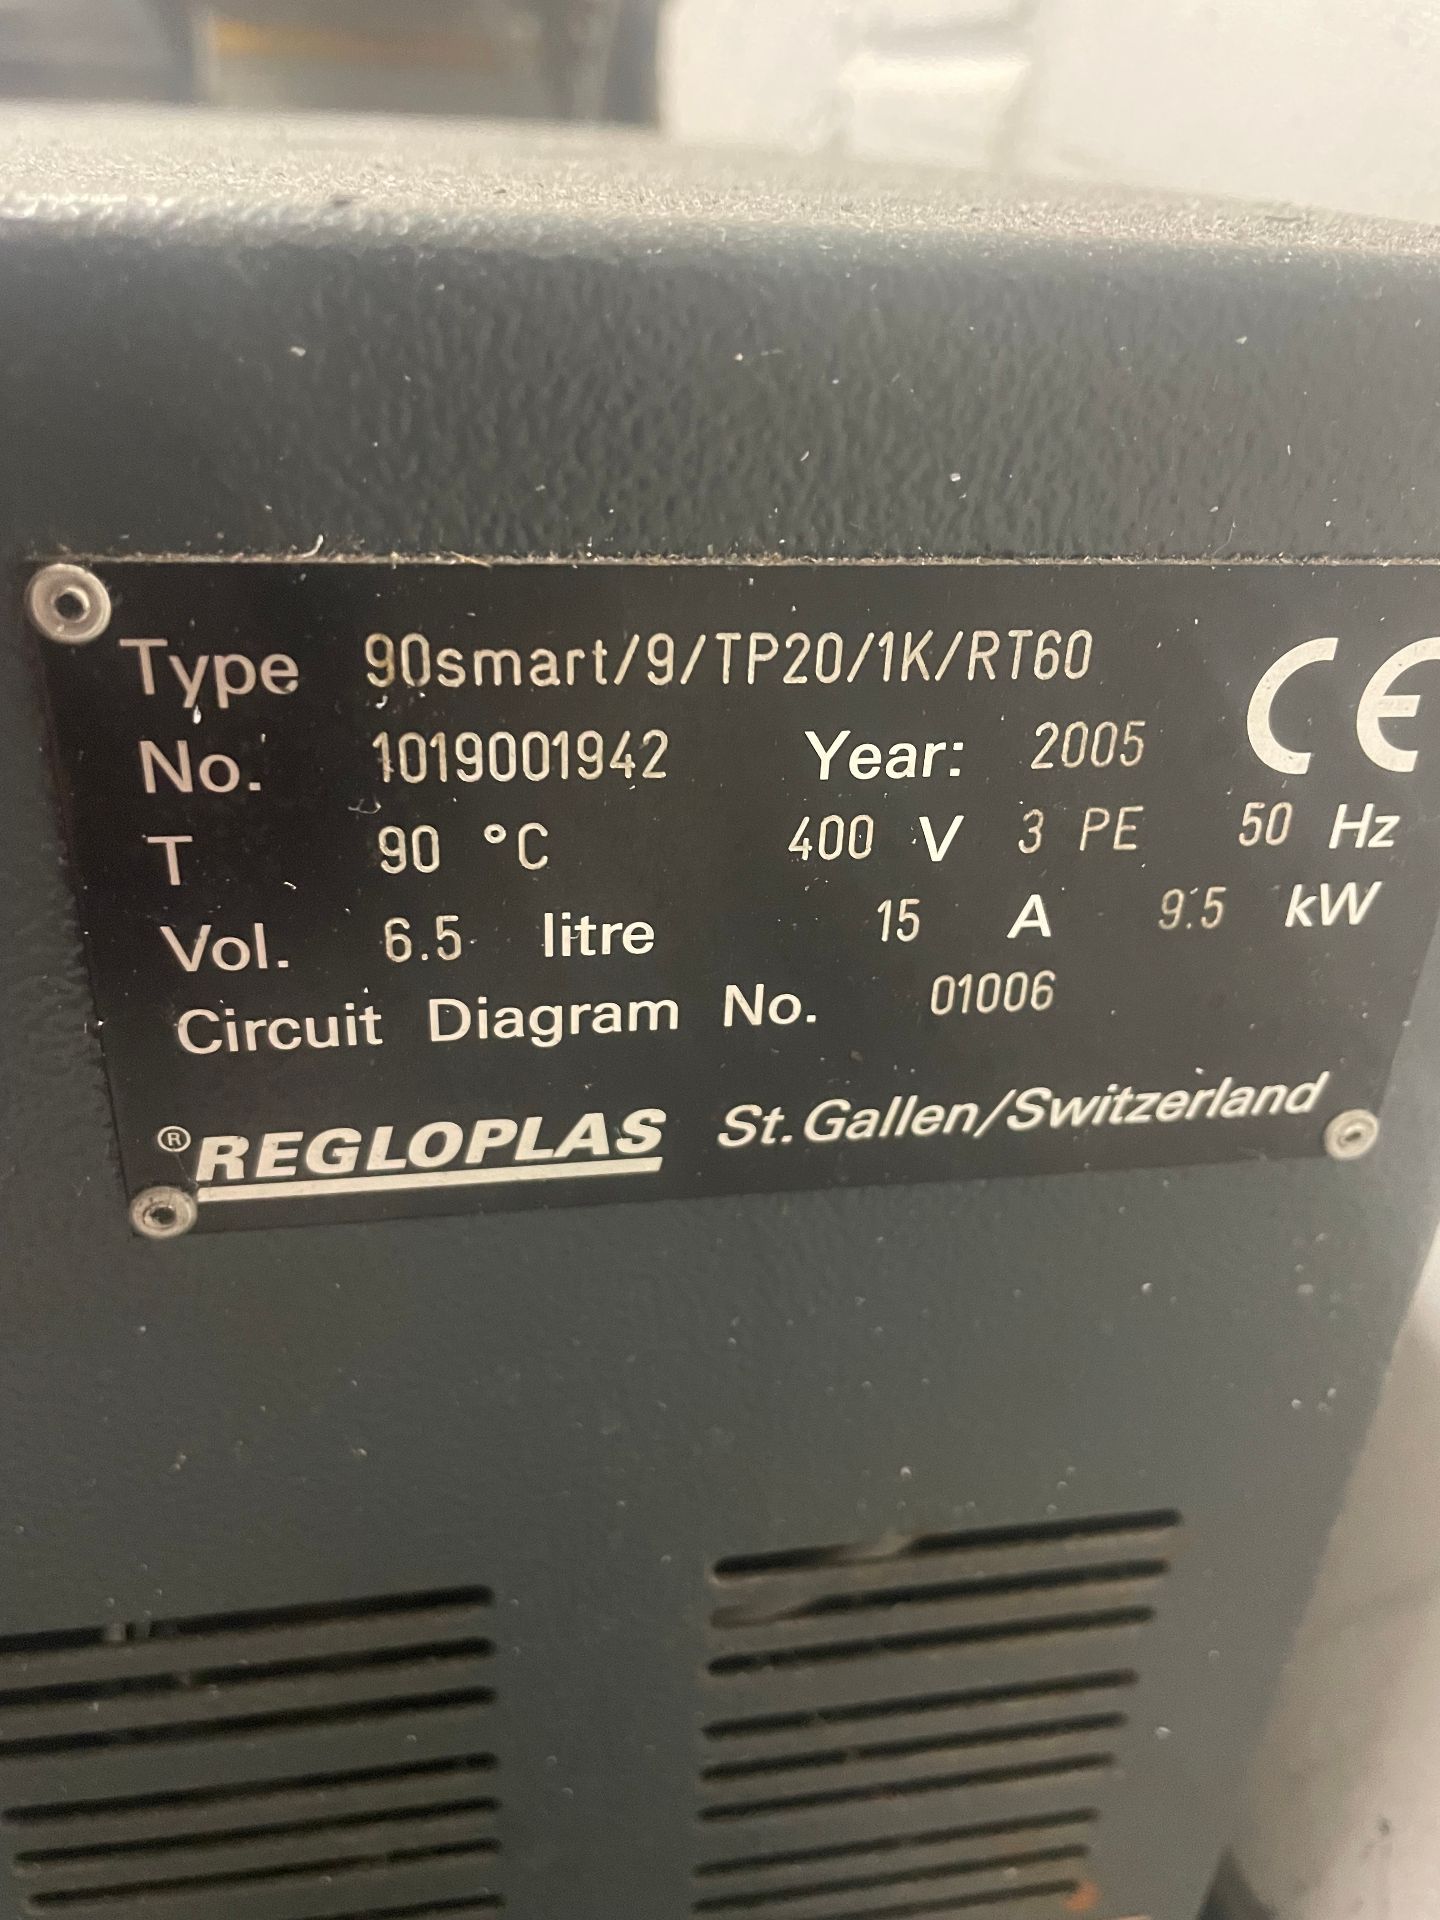 Type 90smart/9/TP20/1K/RT60 CE
No. 1019001942 Year: 2005
T 90 °C 400 V 3 PE 50 Hz
Vol. 6.5 litre 15 A 9.5 kW
Circuit Diagram No. 01006
® REGLOPLAS St. Gallen/Switzerland